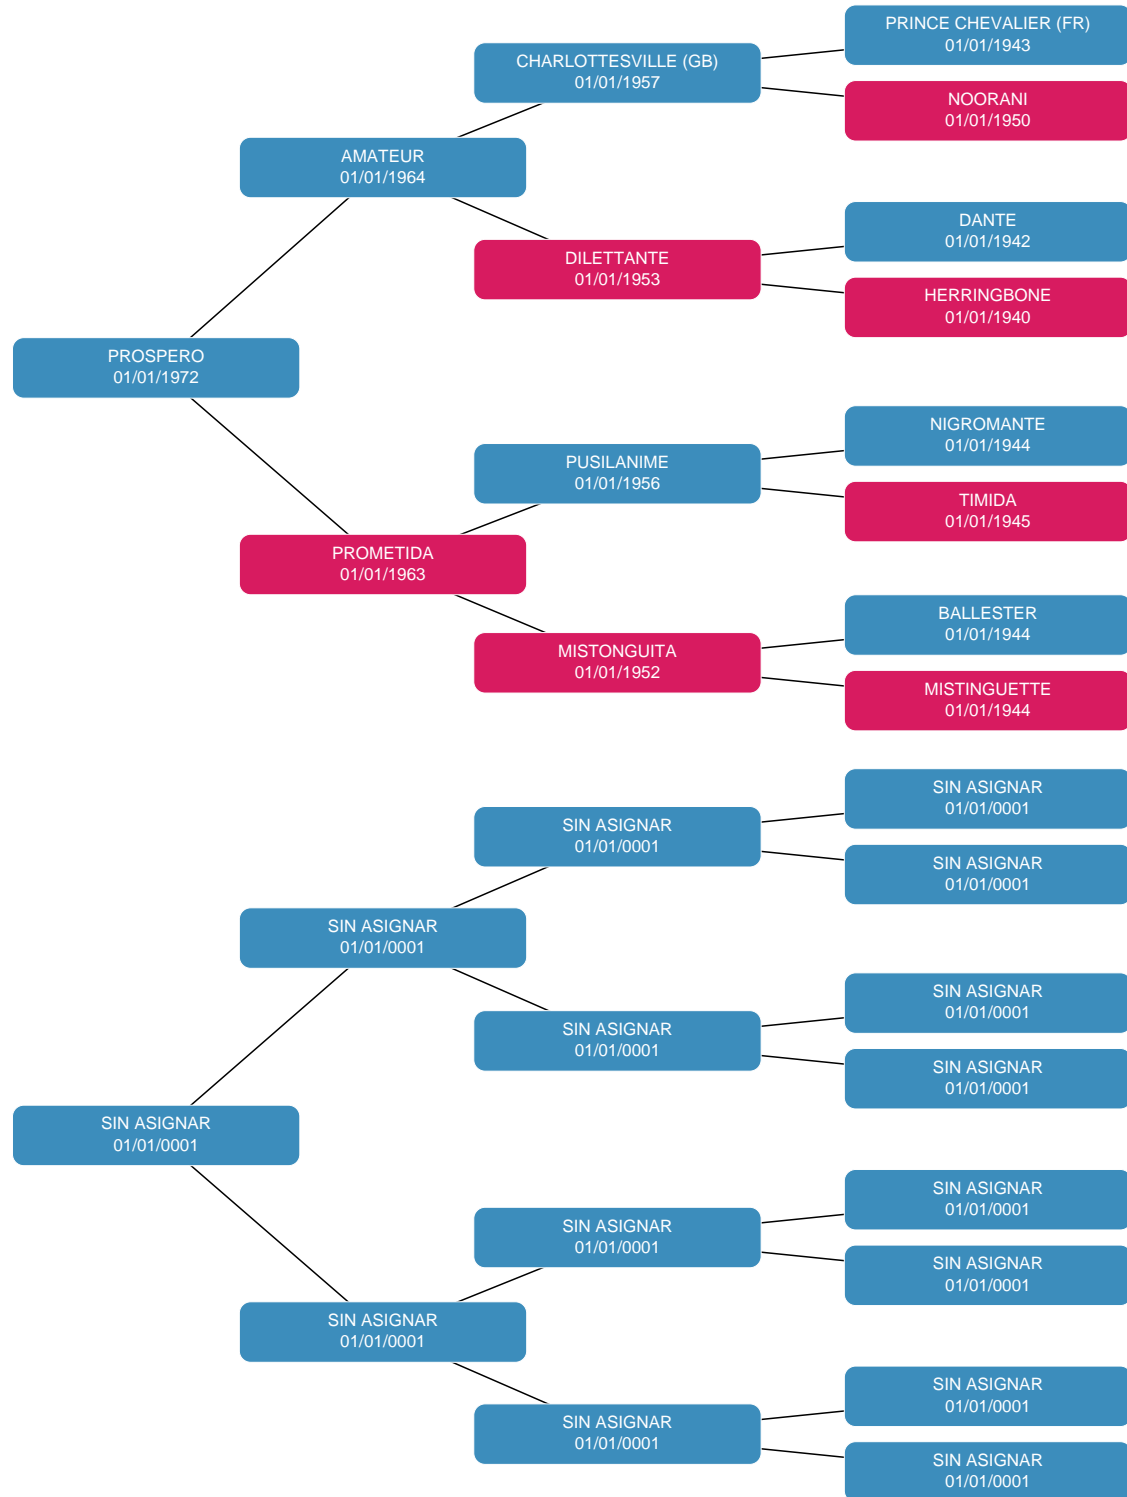 PRINCE CHEVALIER (FR)
01/01/1943
CHARLOTTESVILLE (GB)
01/01/1957
NOORANI
01/01/1950
AMATEUR
01/01/1964
DANTE
01/01/1942
DILETTANTE
01/01/1953
HERRINGBONE
01/01/1940
PROSPERO
01/01/1972
NIGROMANTE
01/01/1944
PUSILANIME
01/01/1956
TIMIDA
01/01/1945
PROMETIDA
01/01/1963
BALLESTER
01/01/1944
MISTONGUITA
01/01/1952
MISTINGUETTE
01/01/1944
SIN ASIGNAR
01/01/0001
SIN ASIGNAR
01/01/0001
SIN ASIGNAR
01/01/0001
SIN ASIGNAR
01/01/0001
SIN ASIGNAR
01/01/0001
SIN ASIGNAR
01/01/0001
SIN ASIGNAR
01/01/0001
SIN ASIGNAR
01/01/0001
SIN ASIGNAR
01/01/0001
SIN ASIGNAR
01/01/0001
SIN ASIGNAR
01/01/0001
SIN ASIGNAR
01/01/0001
SIN ASIGNAR
01/01/0001
SIN ASIGNAR
01/01/0001
SIN ASIGNAR
01/01/0001